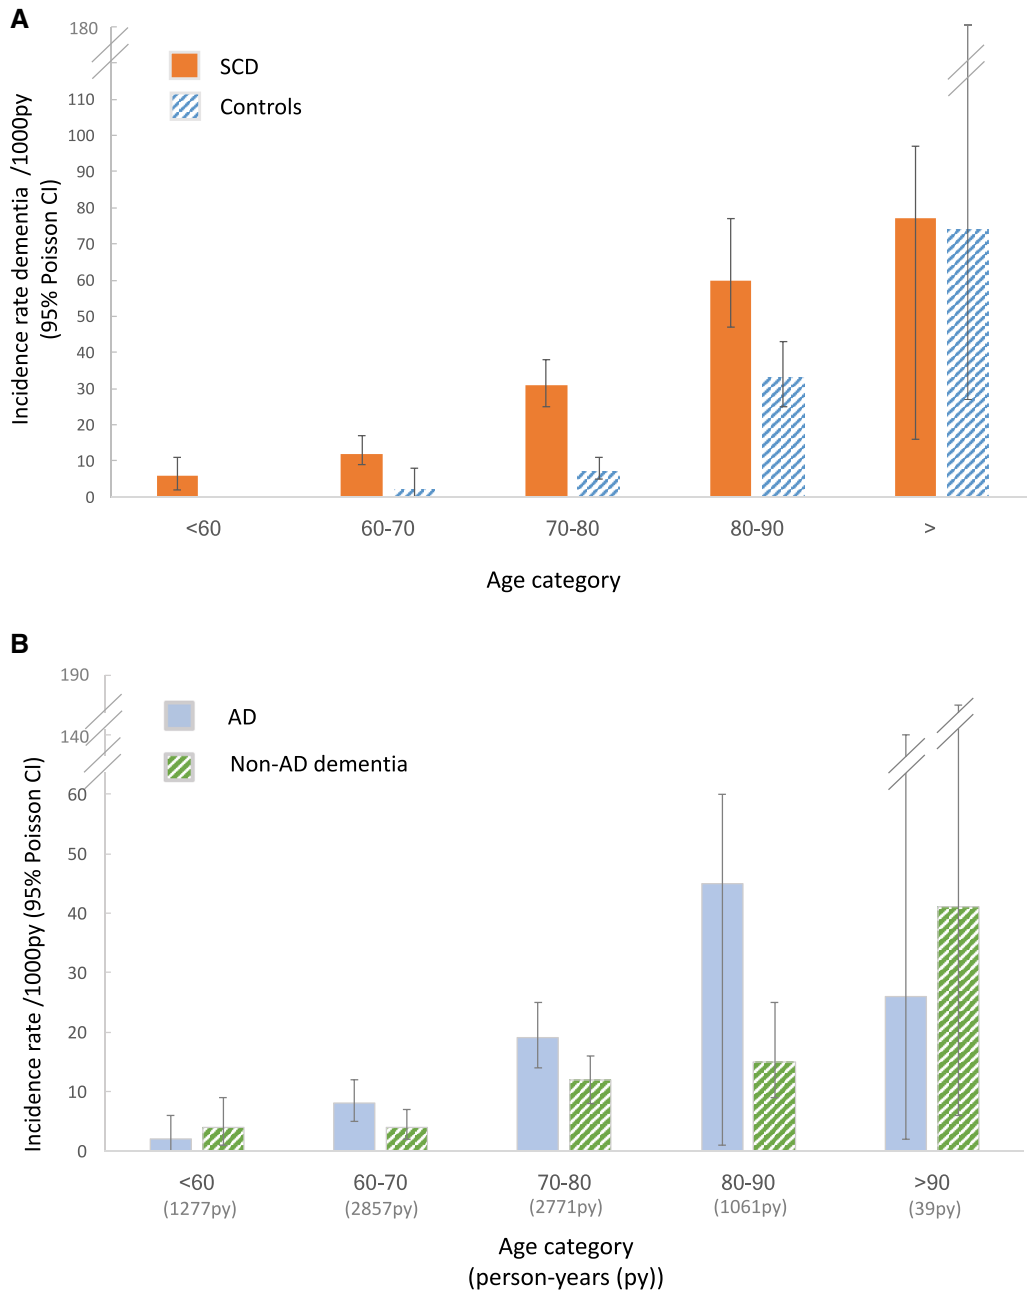 A
180
110
100
90
80
70
60
50
40
30
20
10
0
Incidence rate dementia /1000py
(95% Poisson CI)
SCD
Controls
<60 60-70 70-80 80-90 >
Age category
B
190
140
60
50
40
30
20
10
0
Incidence rate /1000py (95% Poisson CI)
AD
Non-AD dementia
<60 60-70 70-80 80-90 >90
(1277py) (2857py) (2771py) (1061py) (39py)
Age category
(person-years (py))